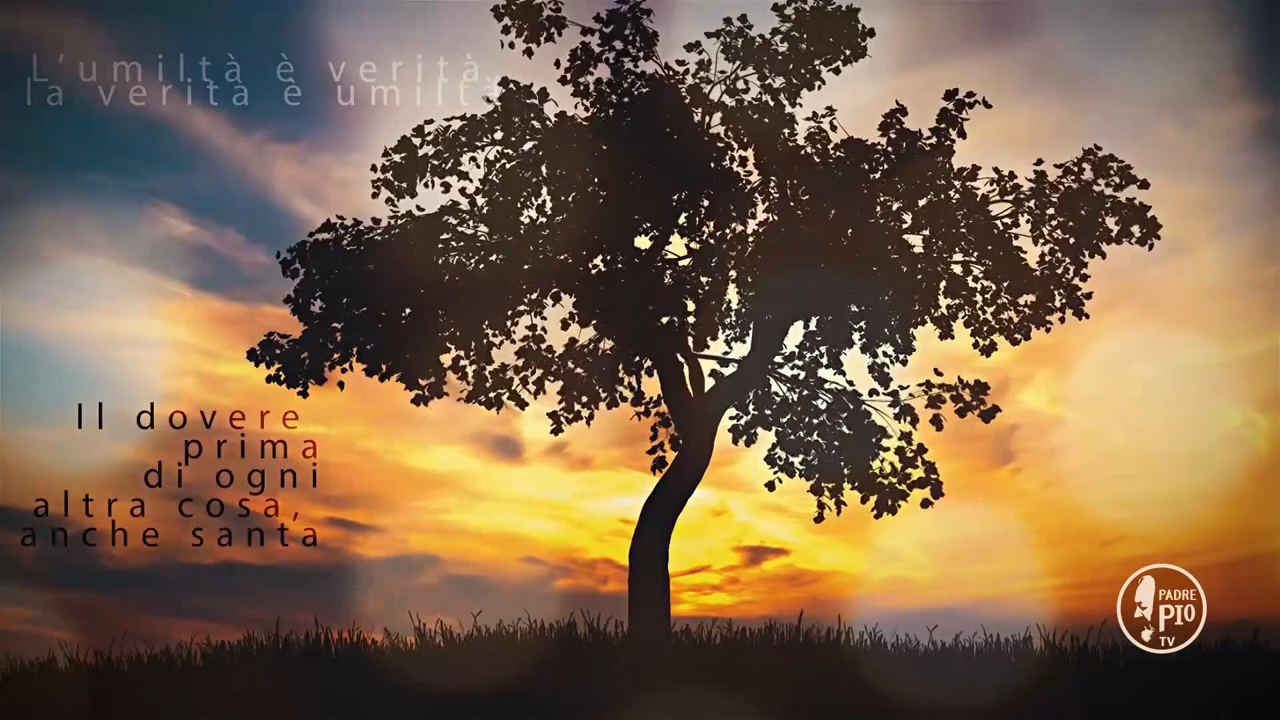 L'umiltà è verità,
la verità è umiltà
Il dovere
prima
di ogni
altra cosa,
anche santa
PADRE
PIO
TV